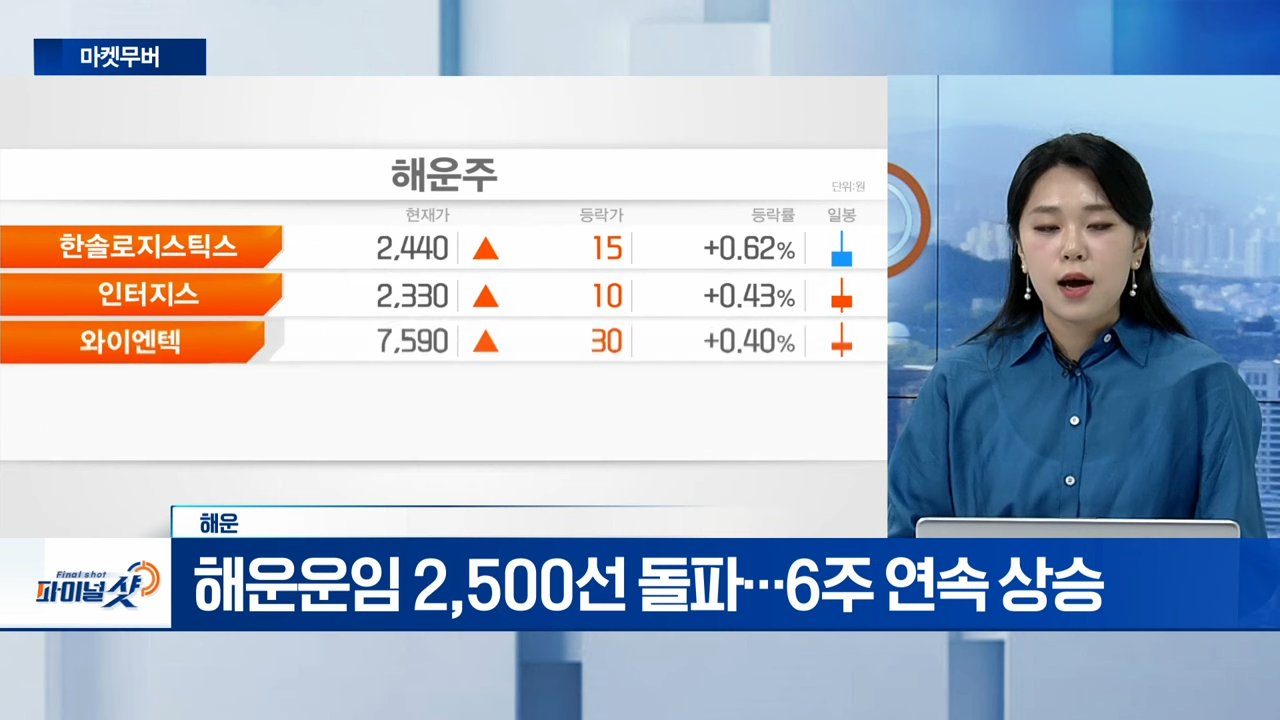 마켓무버
해운주
단위:원
현재가 등락가 등락률 일봉
한솔로지스틱스 2,440 ▲ 15 +0.62%
인터지스 2,330 ▲ 10 +0.43%
와이엔텍 7,590 ▲ 30 +0.40%
해운
Final shot
파이널샷
해운운임 2,500선 돌파…6주 연속 상승